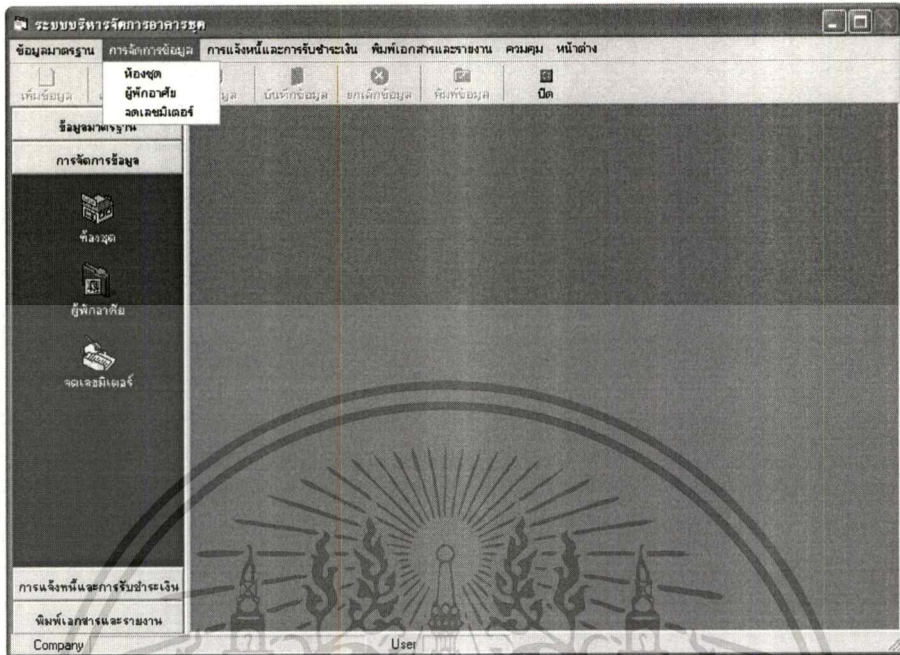 ระบบบริหารจัดการอาคารชุด
ข้อมูลมาตรฐาน การจัดการข้อมูล การแจ้งหนี้และการรับชำระเงิน พิมพ์เอกสารและรายงาน ควมคุม หน้าต่าง
ห้องชุด
ผู้พักอาศัย
จดเลขมิเตอร์
เพิ่มข้อมูล บันทึกข้อมูล ยกเลิกข้อมูล พิมพ์ข้อมูล ปิด
ข้อมูลมาตรฐาน
การจัดการข้อมูล
ห้องชุด
ผู้พักอาศัย
จดเลขมิเตอร์
การแจ้งหนี้และการรับชำระเงิน
พิมพ์เอกสารและรายงาน
Company User